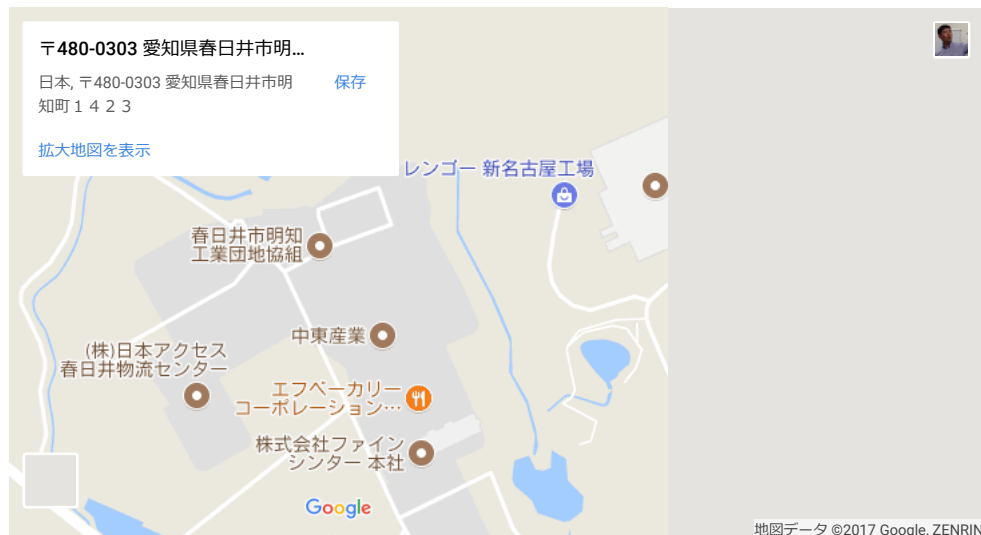 〒480-0303 愛知県春日井市明...
日本, 〒480-0303 愛知県春日井市明
知町１４２３
保存
拡大地図を表示
レンゴー 新名古屋工場
春日井市明知
工業団地協組
中東産業
(株)日本アクセス
春日井物流センター
エフベーカリー
コーポレーション…
株式会社ファイン
シンター 本社
Google
地図データ ©2017 Google, ZENRIN